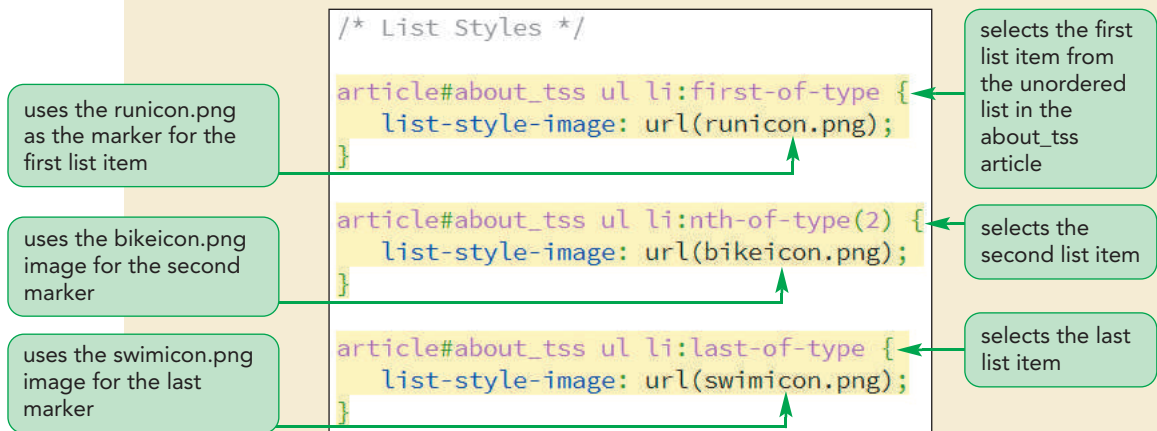 /* List Styles */
article#about_tss ul li:first-of-type {
list-style-image: url(runicon.png);
}
article#about_tss ul li:nth-of-type(2) {
list-style-image: url(bikeicon.png);
}
article#about_tss ul li:last-of-type {
list-style-image: url(swimicon.png);
}
uses the runicon.png
as the marker for the
first list item
uses the bikeicon.png
image for the second
marker
uses the swimicon.png
image for the last
marker
selects the first
list item from
the unordered
list in the
about_tss
article
selects the
second list item
selects the last
list item